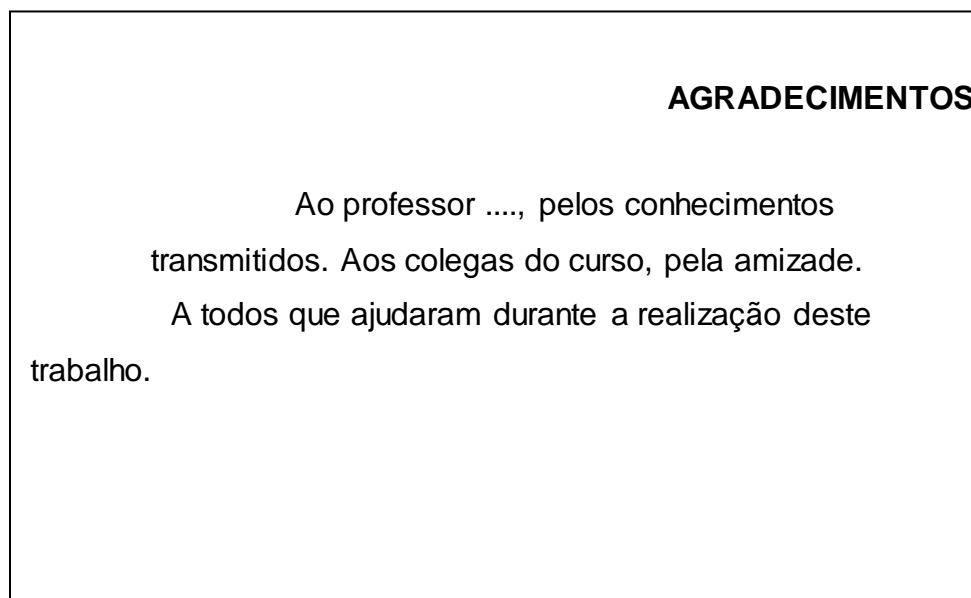 AGRADECIMENTOS
Ao professor ...., pelos conhecimentos
transmitidos. Aos colegas do curso, pela amizade.
A todos que ajudaram durante a realização deste
trabalho.